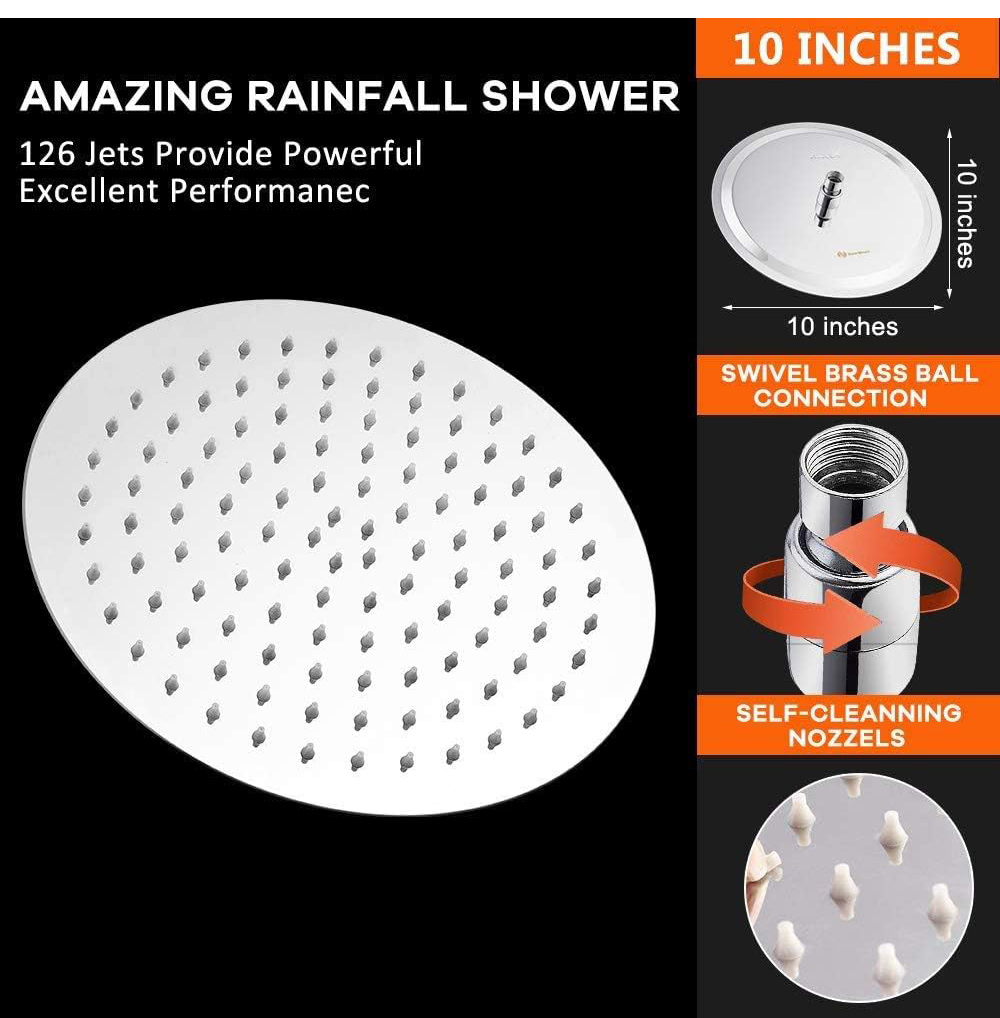 AMAZING RAINFALL SHOWER
126 Jets Provide Powerful
Excellent Performanec
10 INCHES
10 inches
10 inches
SWIVEL BRASS BALL
CONNECTION
SELF-CLEANNING
NOZZELS